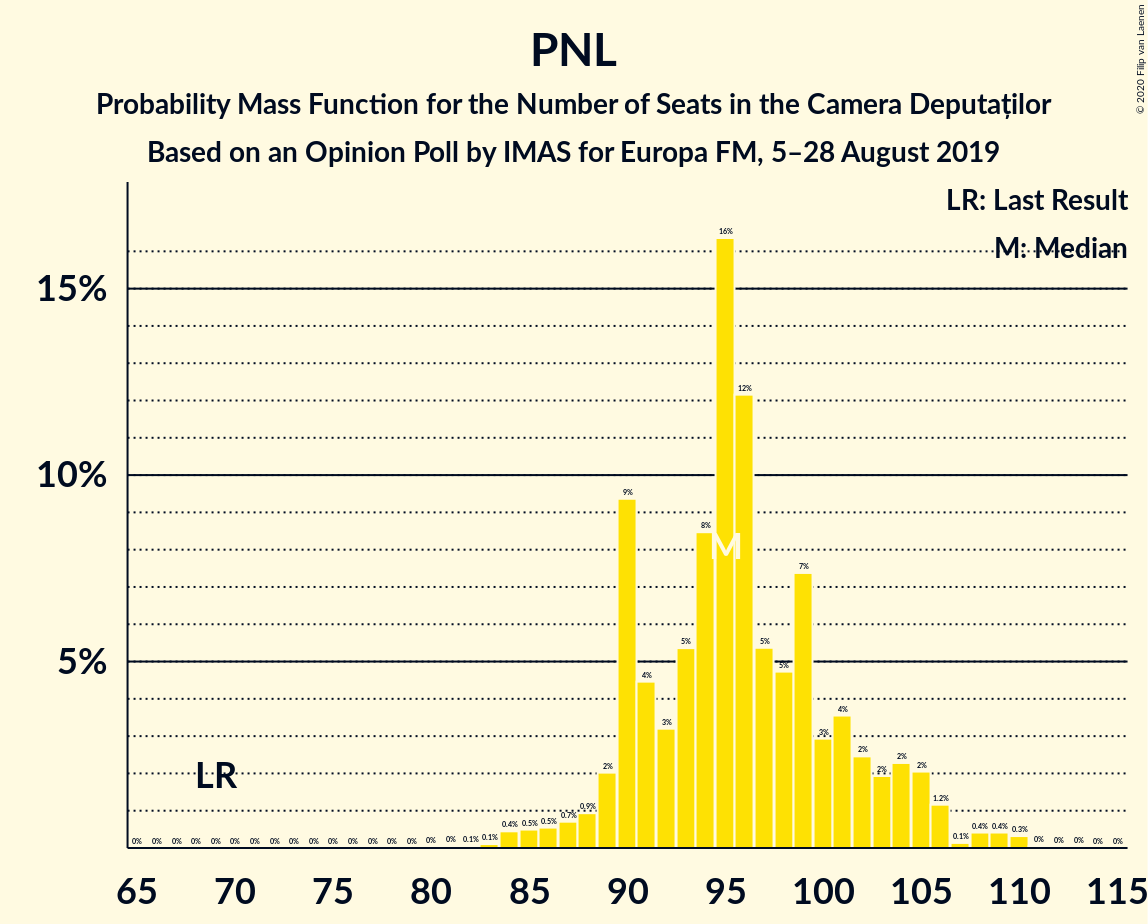 PNL
Probability Mass Function for the Number of Seats in the Camera Deputaților
Based on an Opinion Poll by IMAS for Europa FM, 5–28 August 2019
© 2020 Filip van Laenen
LR: Last Result
M: Median
15%
10%
5%
0% 0% 0% 0% 0% 0% 0% 0% 0% 0% 0% 0% 0% 0% 0% 0% 0% 0.1% 0.1% 0.4% 0.5% 0.5% 0.7% 0.9% 2% 9% 4% 3% 5% 8% 16% 12% 5% 5% 7% 3% 4% 2% 2% 2% 2% 1.2% 0.1% 0.4% 0.4% 0.3% 0% 0% 0% 0% 0%
LR
M
65 70 75 80 85 90 95 100 105 110 115